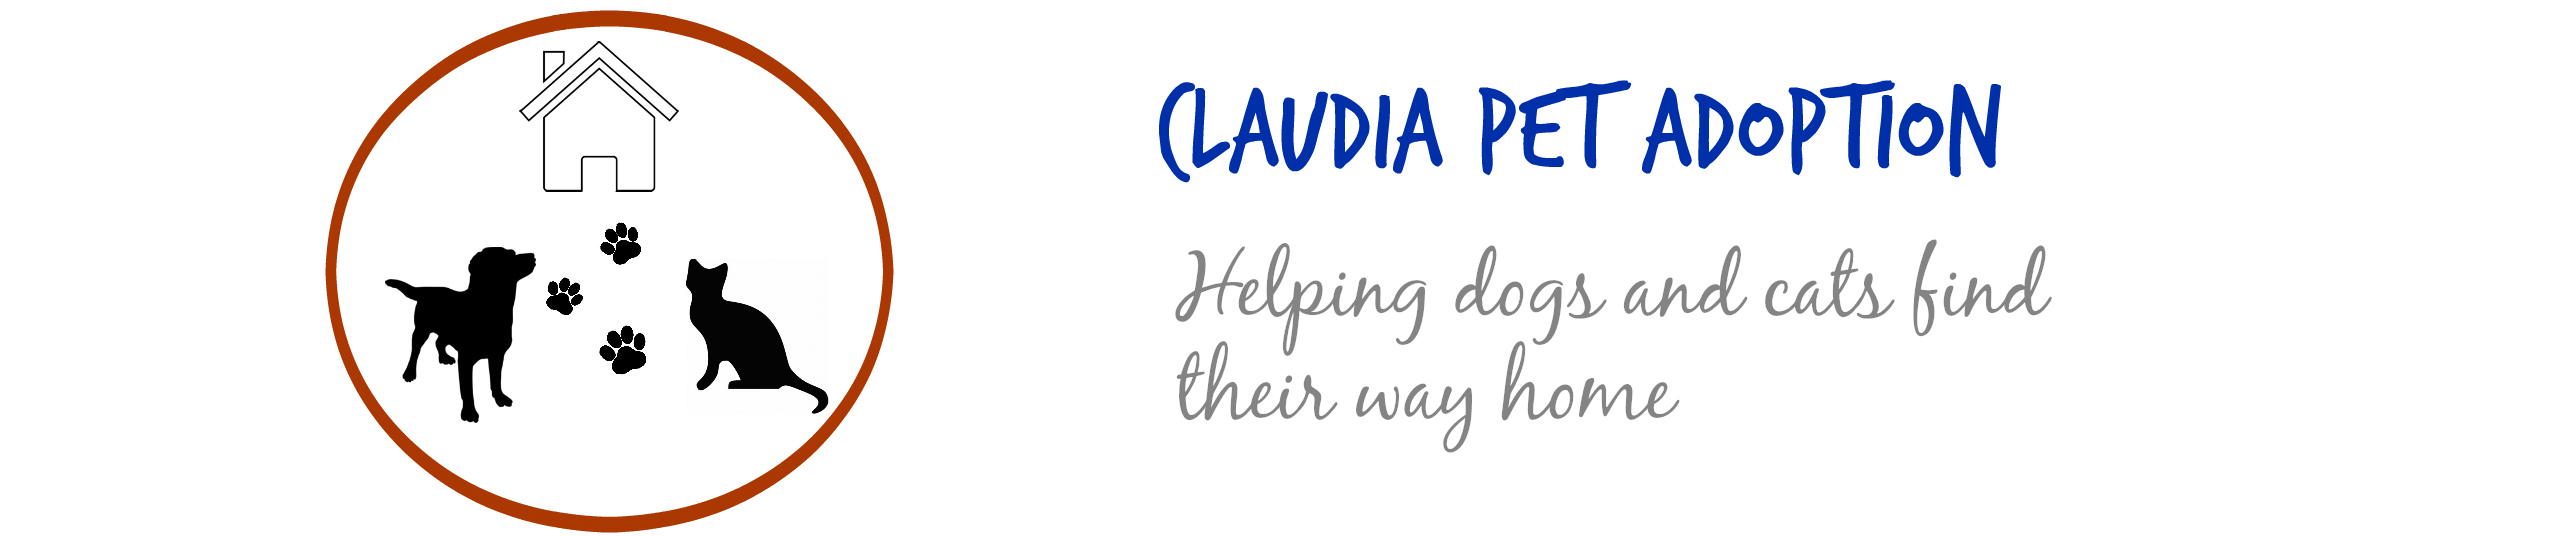 CLAUDIA PET ADOPTION
Helping dogs and cats find
their way home